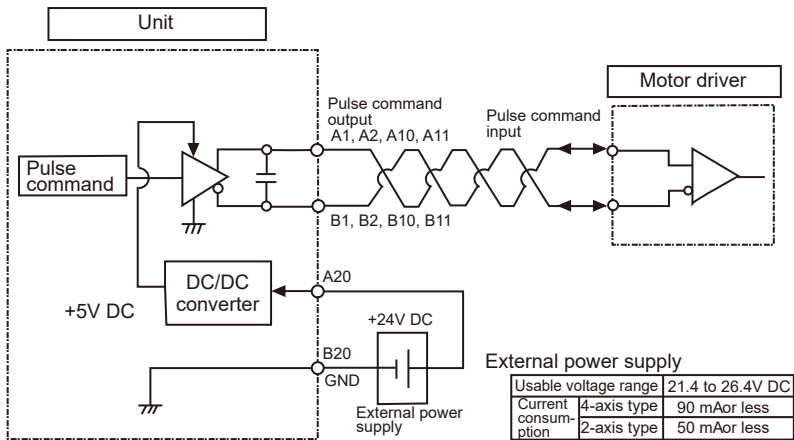 Unit
Motor driver
Pulse command
output
A1, A2, A10, A11
Pulse command
input
Pulse
command
B1, B2, B10, B11
DC/DC
converter
+5V DC
A20
+24V DC
B20
GND
External power
supply
External power supply
Usable voltage range 21.4 to 26.4V DC
Current
consum-
ption
4-axis type 90 mAor less
2-axis type 50 mAor less